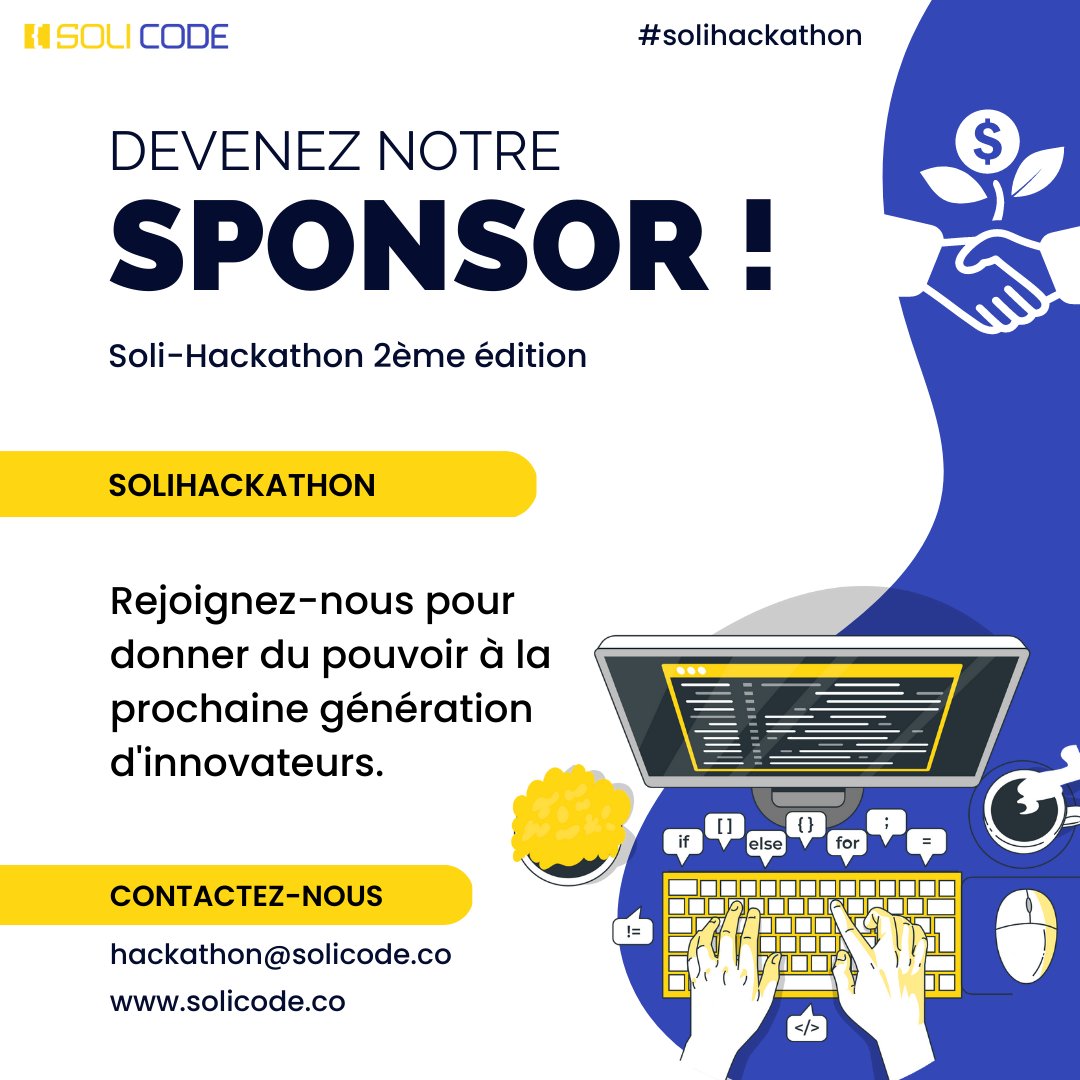 SOLI CODE
#solihackathon
DEVENEZ NOTRE
SPONSOR !
$
Soli-Hackathon 2ème édition
SOLIHACKATHON
Rejoignez-nous pour
donner du pouvoir à la
prochaine génération
d'innovateurs.
if
[ ]
else
{ }
for
;
=
!=
</>
CONTACTEZ-NOUS
hackathon@solicode.co
www.solicode.co